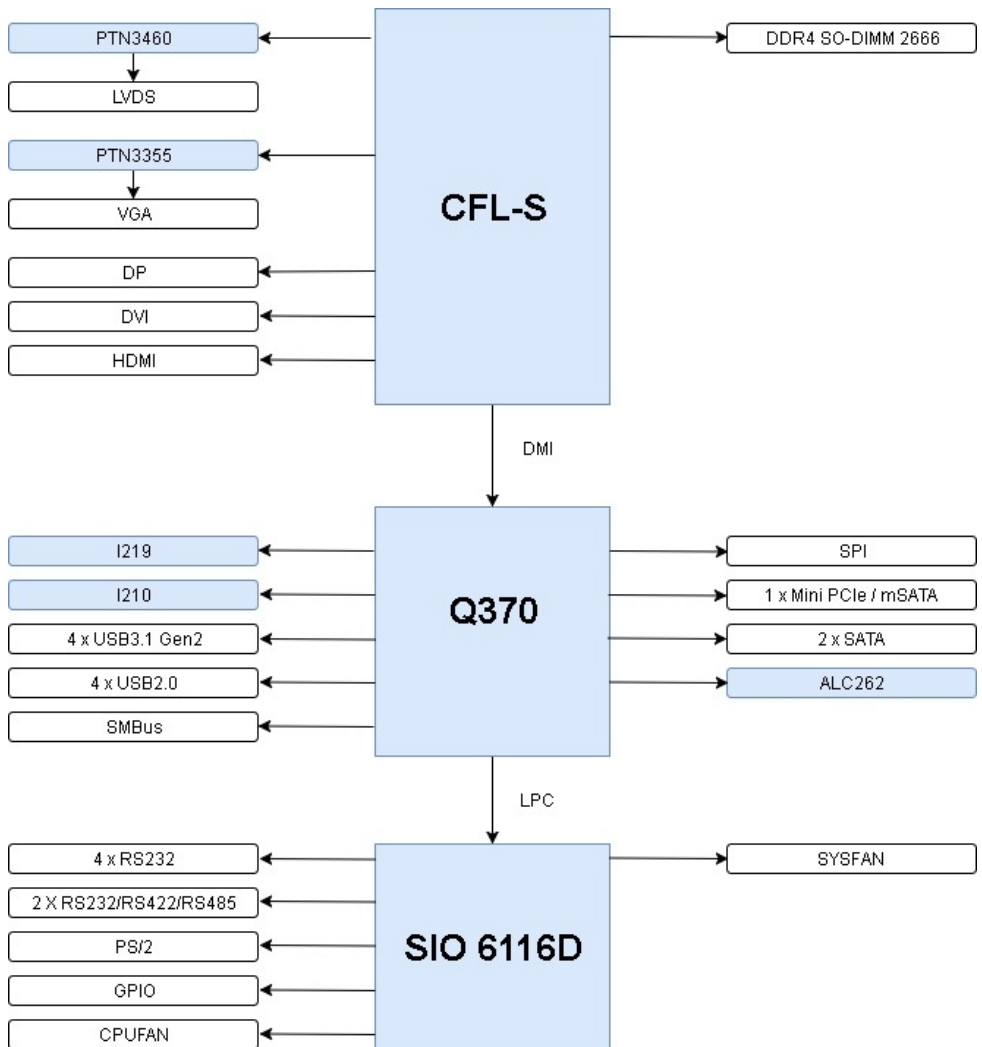 PTN3460
DDR4 SO-DIMM 2666
LVDS
PTN3355
CFL-S
VGA
DP
DVI
HDMI
DMI
I219
SPI
I210
1 x Mini PCIe / mSATA
Q370
4 x USB3.1 Gen2
2 x SATA
4 x USB2.0
ALC262
SMBus
LPC
4 x RS232
SYSFAN
2 X RS232/RS422/RS485
PS/2
SIO 6116D
GPIO
CPUFAN